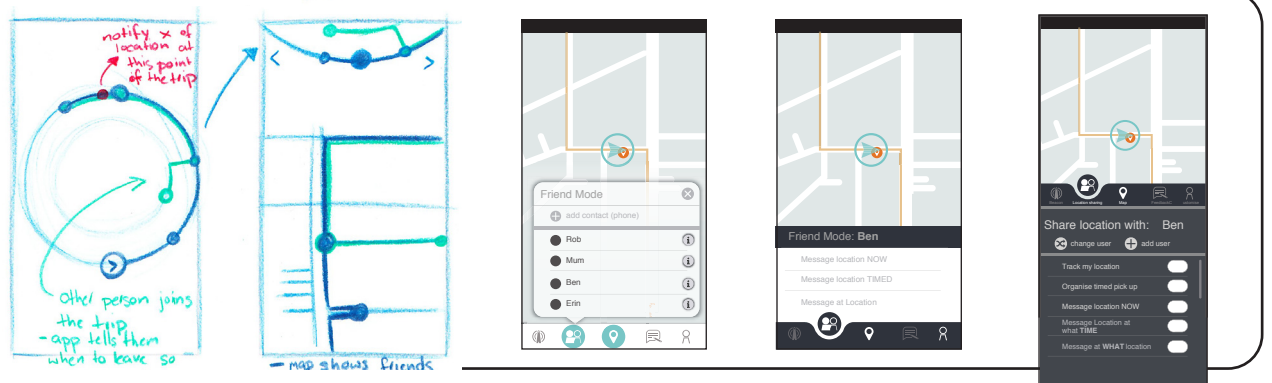 notify x of
location at
this point
of the trip
other person joins
the trip
- app tells them
when to leave so
- map shows friends
Friend Mode
add contact (phone)
Rob
Mum
Ben
Erin
Friend Mode: Ben
Message location NOW
Message location TIMED
Message at Location
Location sharing
Map
Share location with: Ben
change user
add user
Track my location
Organise timed pick up
Message location NOW
Message Location at
what TIME
Message at WHAT location